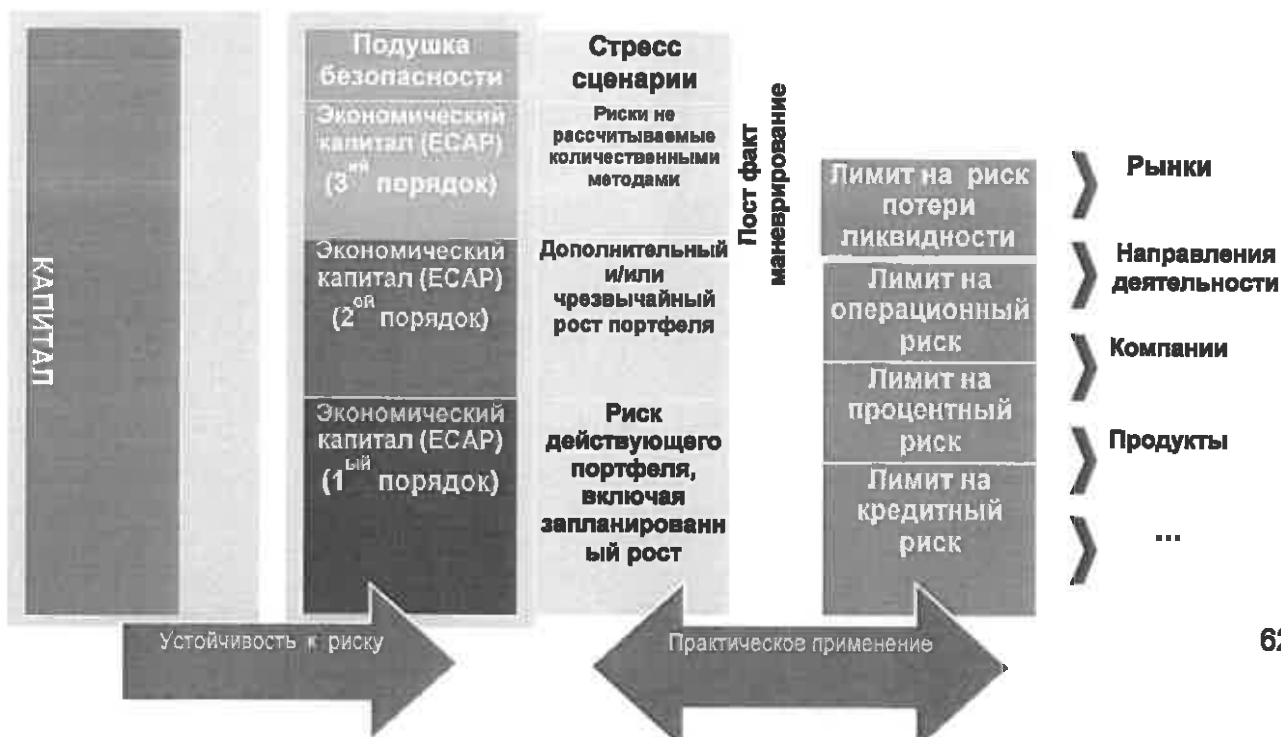 КАПИТАЛ
Подушка
безопасности
Экономический
капитал (ECAP)
(3ий порядок)
Экономический
капитал (ECAP)
(2ой порядок)
Экономический
капитал (ECAP)
(1ый порядок)
Стресс
сценарии
Риски не
рассчитываемые
количественными
методами
Дополнительный
и/или
чрезвычайный
рост портфеля
Риск
действующего
портфеля,
включая
запланированн
ый рост
Пост факт
маневрирование
Лимит на риск
потери
ликвидности
Лимит на
операционный
риск
Лимит на
процентный
риск
Лимит на
кредитный
риск
Рынки
Направления
деятельности
Компании
Продукты
...
Устойчивость к риску
Практическое применение
62